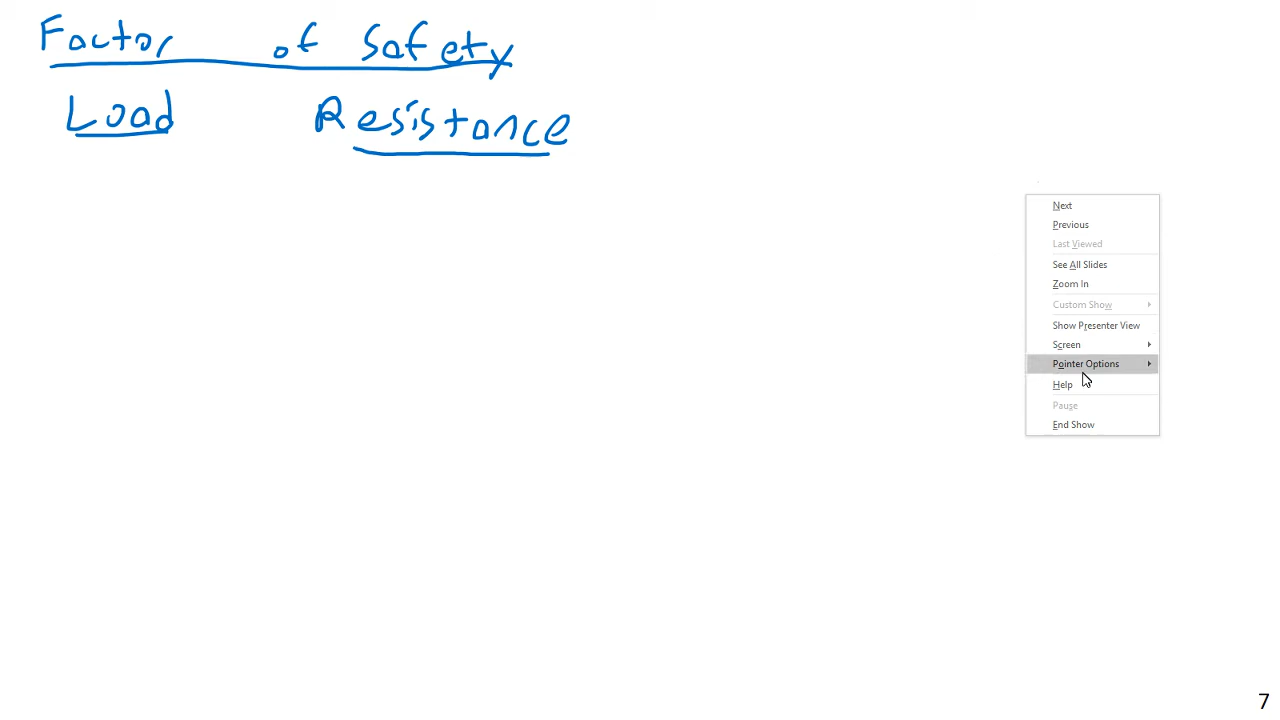 Factor of Safety
Load Resistance
Next
Previous
Last Viewed
See All Slides
Zoom In
Custom Show
Show Presenter View
Screen
Pointer Options
Help
Pause
End Show
7